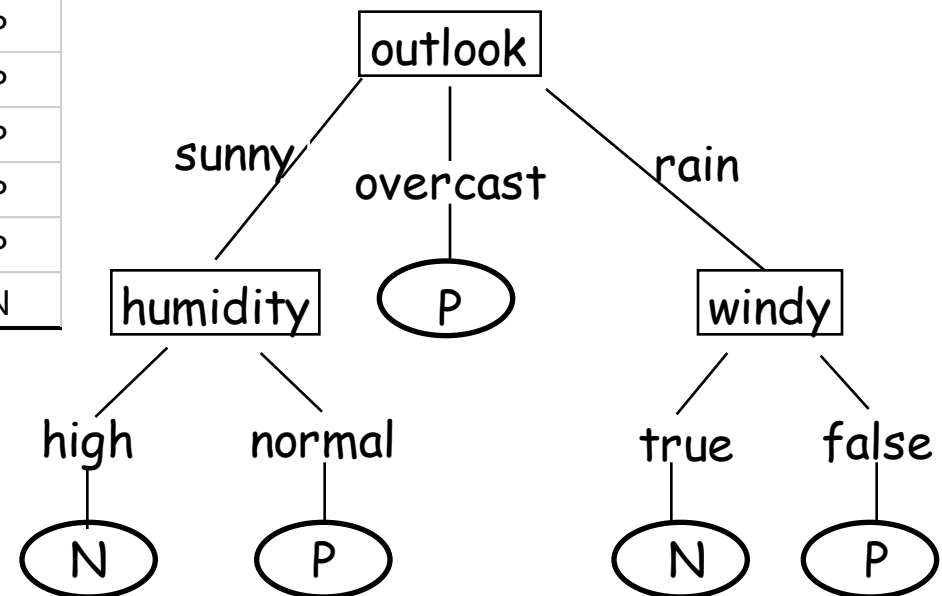 P
P
P
P
P
N
outlook
sunny
overcast
rain
humidity
P
windy
high
normal
true
false
N
P
N
P